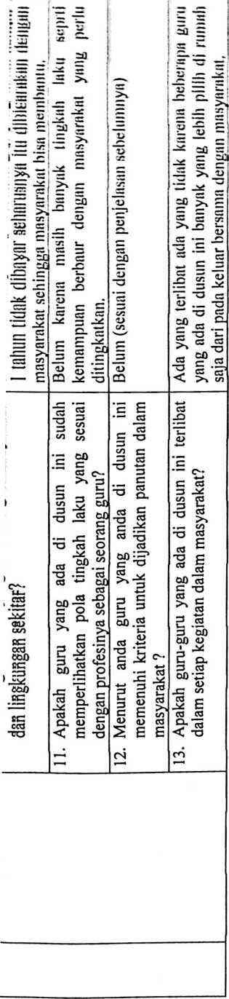 dan lingkungan sekitar?
1 tahun tidak dibayar seharusnya itu dibicarakan dengan
masyarakat sehingga masyarakat bisa membantu,
11. Apakah guru yang ada di dusun ini sudah
memperlihatkan pola tingkah laku yang sesuai
dengan profesinya sebagai seorang guru?
Belum karena masih banyak tingkah laku seprti
kemampuan berbaur dengan masyarakat yang perlu
ditingkatkan.
12. Menurut anda guru yang anda di dusun ini
memenuhi kriteria untuk dijadikan panutan dalam
masyarakat ?
Belum (sesuai dengan penjelasan sebelumnya)
13. Apakah guru-guru yang ada di dusun ini terlibat
dalam setiap kegiatan dalam masyarakat?
Ada yang terlibat ada yang tidak karena beberapa guru
yang ada di dusun ini banyak yang lebih pilih di rumah
saja dari pada keluar bersama dengan masyarakat,